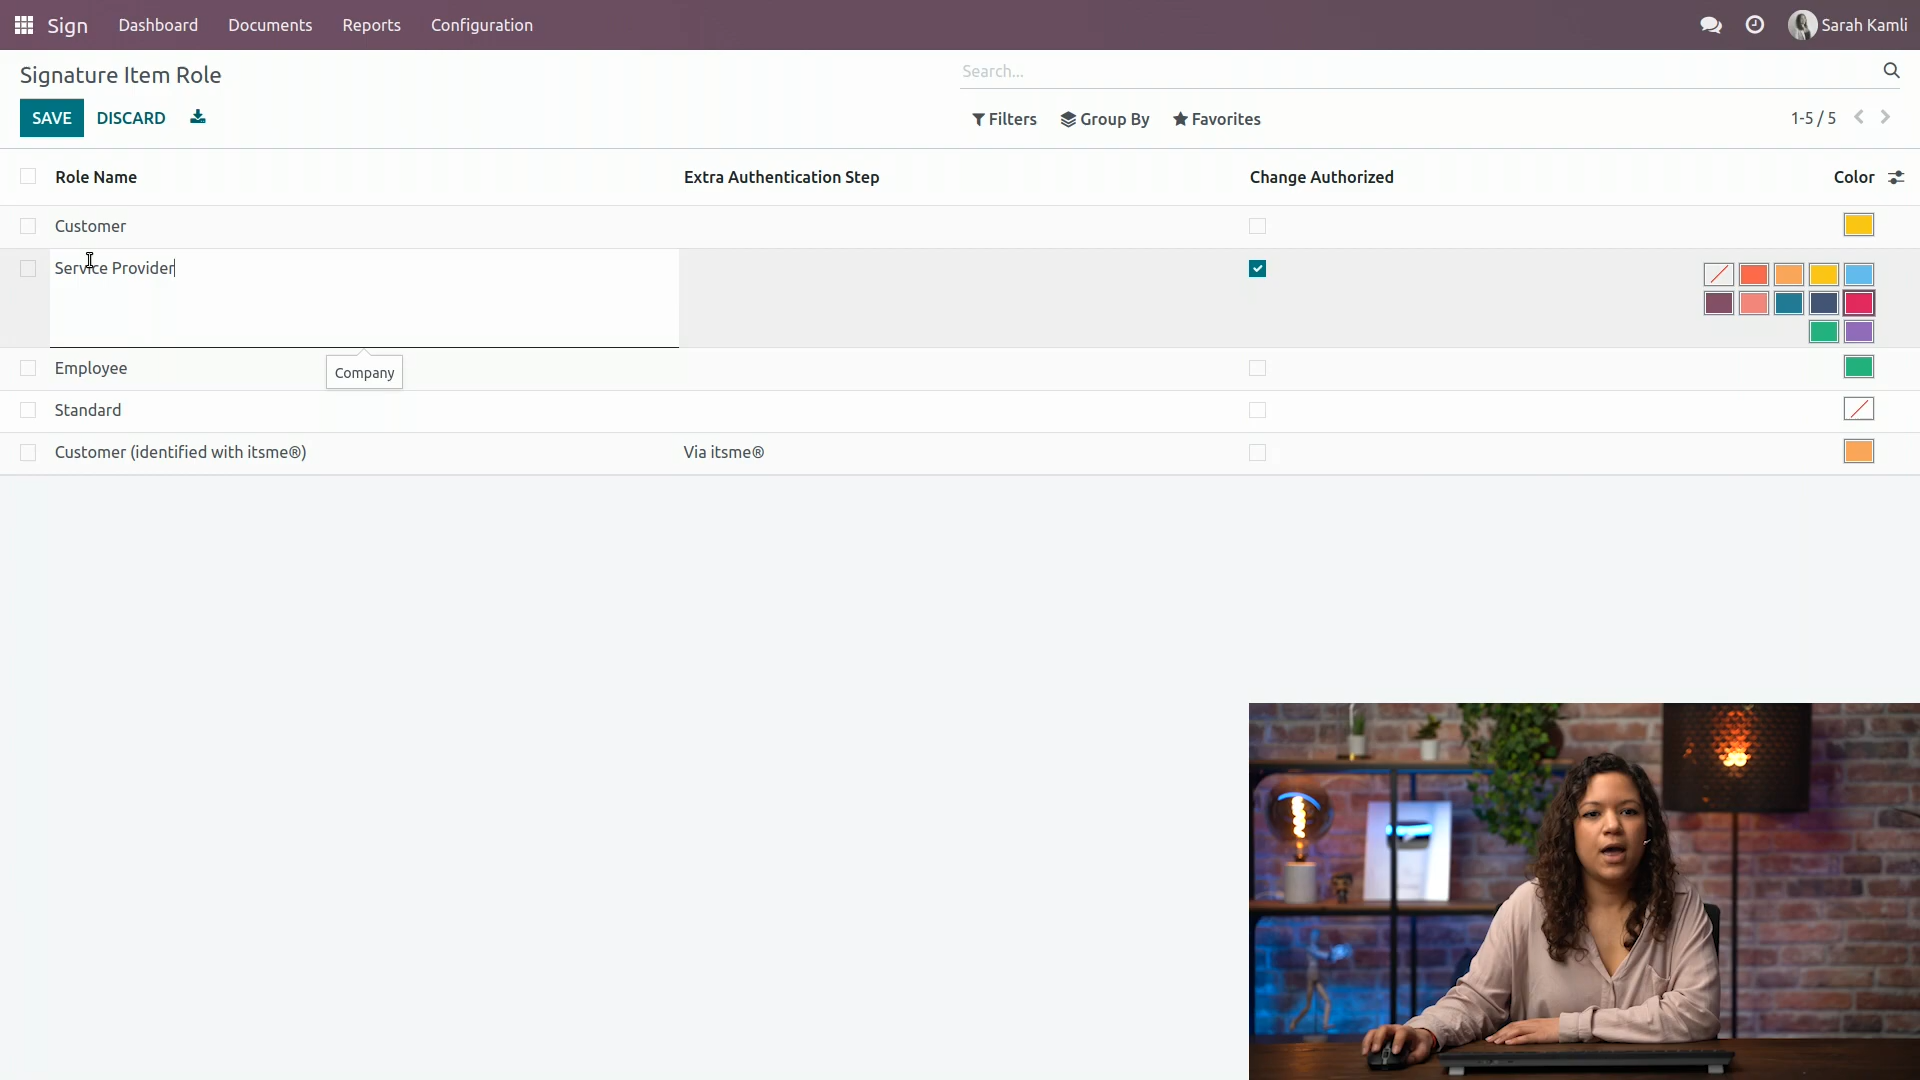 Sign Dashboard Documents Reports Configuration Sarah Kamli
Signature Item Role Search...
SAVE DISCARD Filters Group By Favorites 1-5 / 5
Role Name Extra Authentication Step Change Authorized Color
Customer
Service Provider
Company
Employee
Standard
Customer (identified with itsme®) Via itsme®